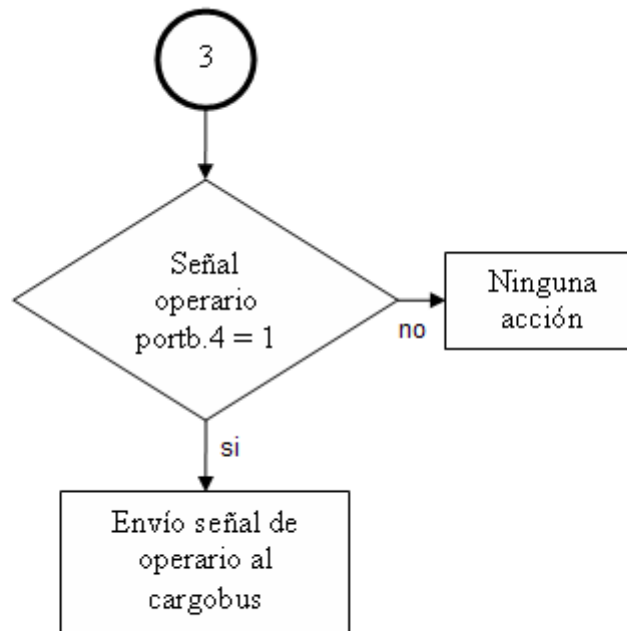 3
Señal
operario
portb.4 = 1
no
Ninguna
acción
si
Envío señal de
operario al
cargobus